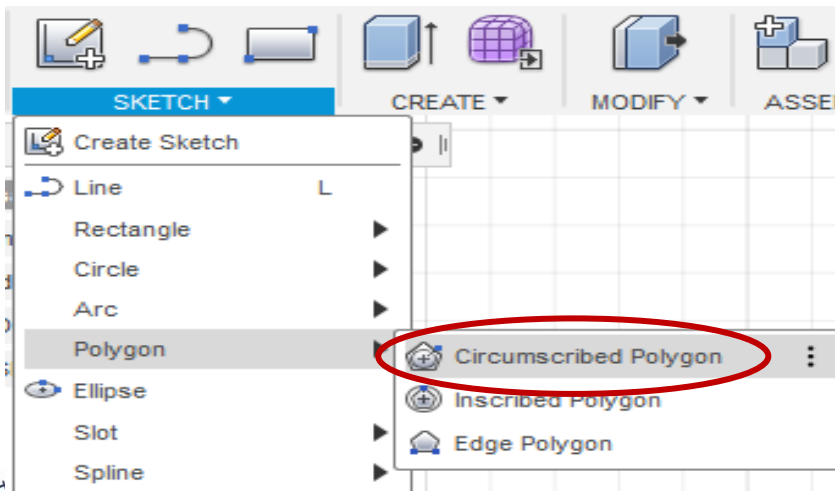 SKETCH CREATE MODIFY ASSE
Create Sketch
Line L
Rectangle
Circle
Arc
Polygon
Circumscribed Polygon
Inscribed Polygon
Edge Polygon
Ellipse
Slot
Spline